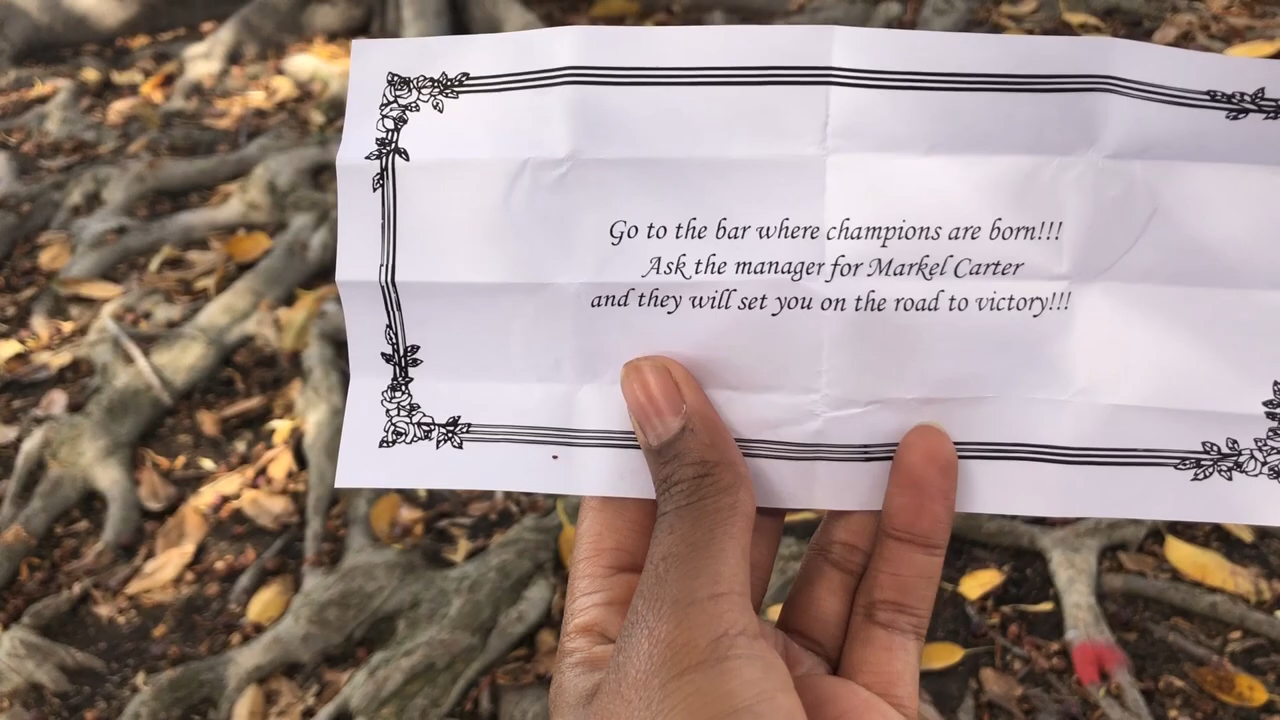 Go to the bar where champions are born!!!
Ask the manager for Markel Carter
and they will set you on the road to victory!!!